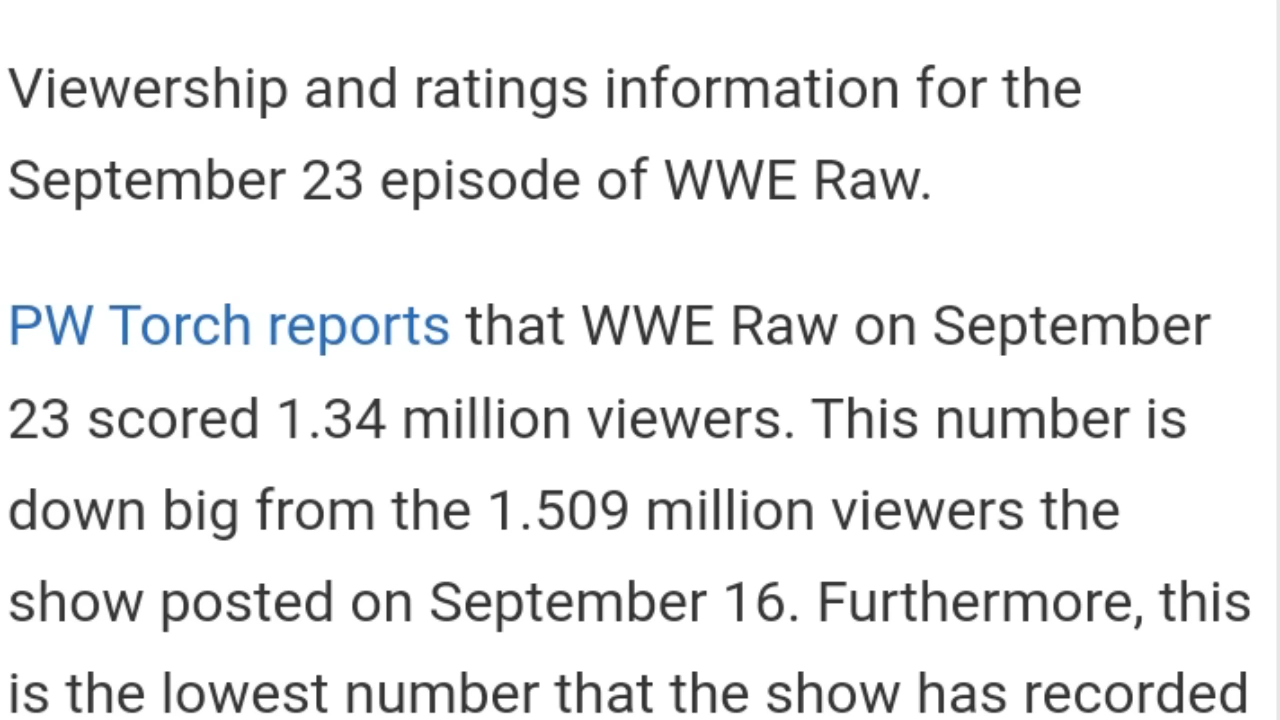 Viewership and ratings information for the
September 23 episode of WWE Raw.
PW Torch reports that WWE Raw on September
23 scored 1.34 million viewers. This number is
down big from the 1.509 million viewers the
show posted on September 16. Furthermore, this
is the lowest number that the show has recorded